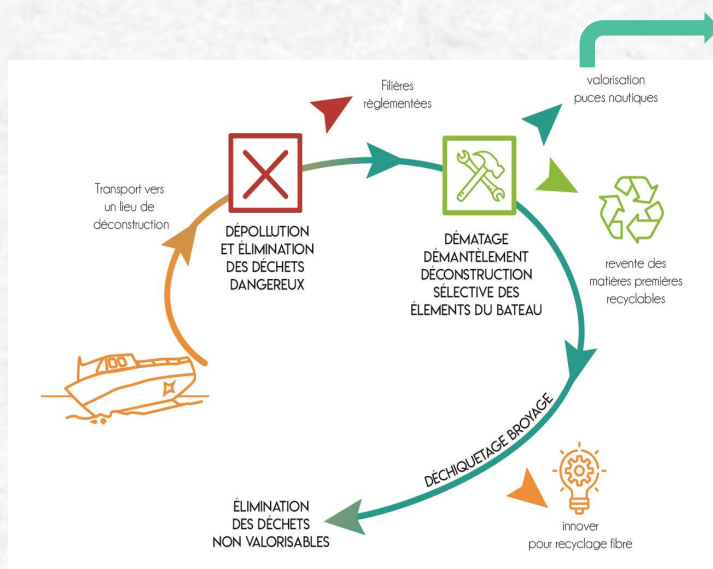 Transport vers
un lieu de
déconstruction
DÉPOLLUTION
ET ÉLIMINATION
DES DÉCHETS
DANGEREUX
Filières
règlementées
DÉMATAGE
DÉMANTÈLEMENT
DÉCONSTRUCTION
SÉLECTIVE DES
ÉLEMENTS DU BATEAU
valorisation
puces nautiques
revente des
matières premières
recyclables
DÉCHIQUETAGE BROYAGE
innover
pour recyclage fibre
ÉLIMINATION
DES DÉCHETS
NON VALORISABLES